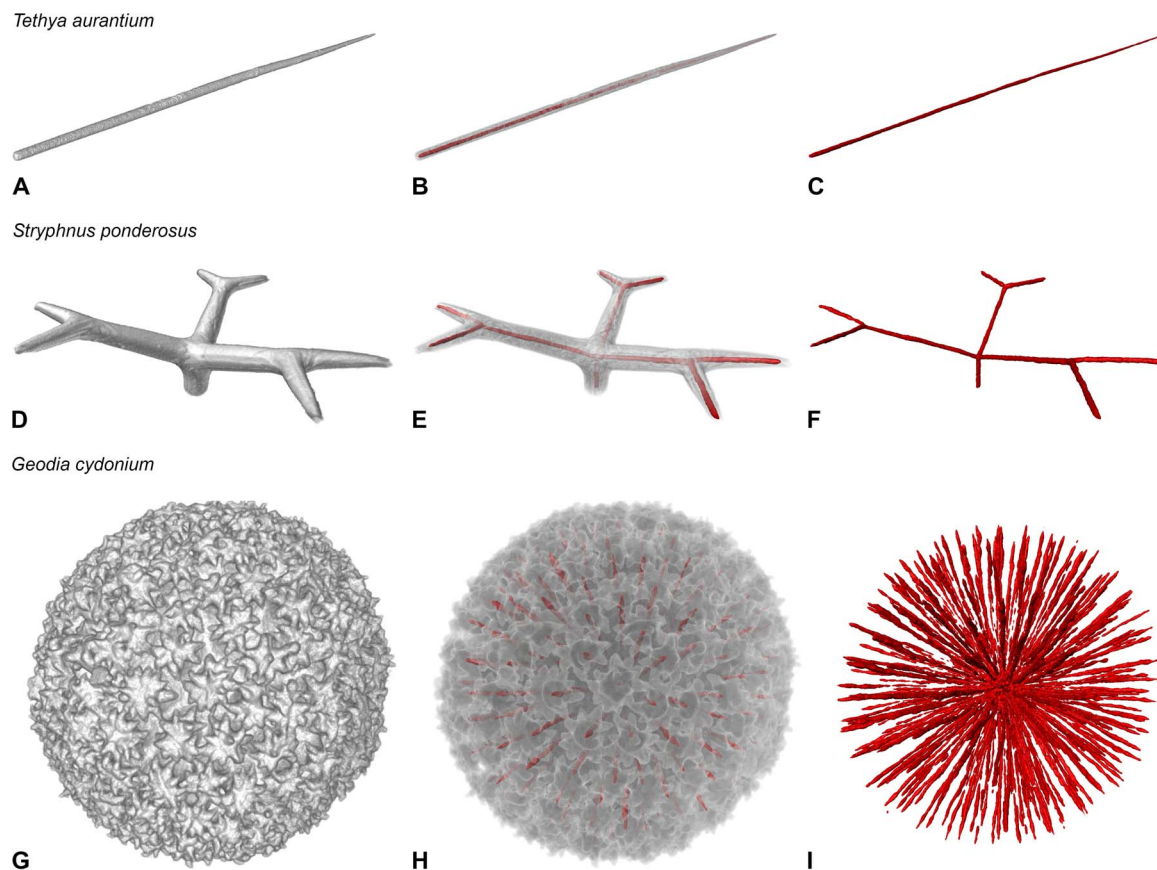 Tethya aurantium
A
B
C
Stryphnus ponderosus
D
E
F
Geodia cydonium
G
H
I